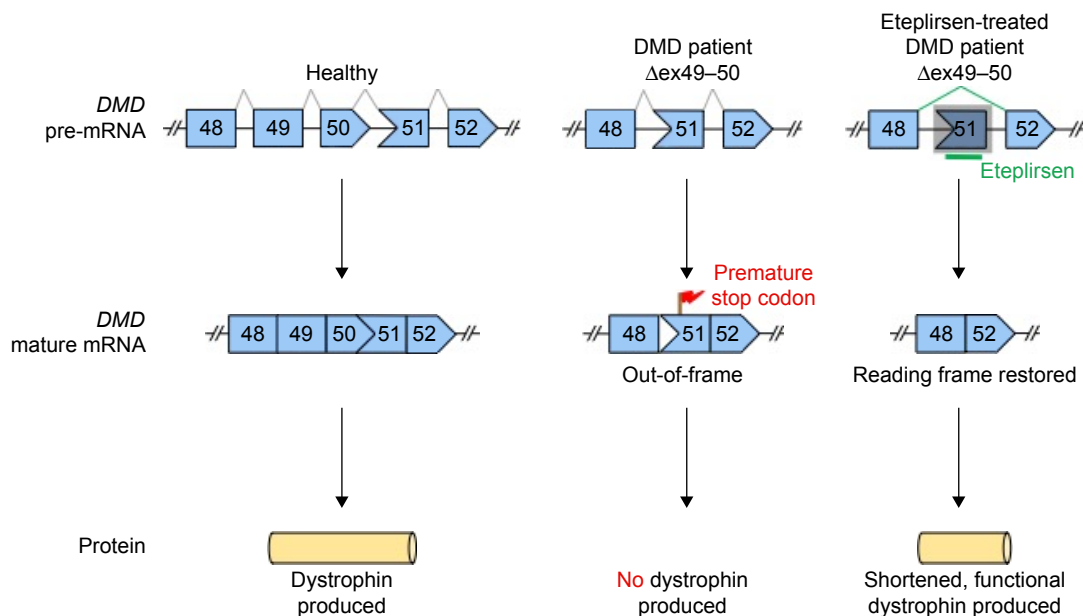 Healthy
DMD patient
Δex49–50
Eteplirsen-treated
DMD patient
Δex49–50
DMD
pre-mRNA
48 49 50 51 52
48 51 52
48 51 52
Eteplirsen
Premature
stop codon
DMD
mature mRNA
48 49 50 51 52
48 51 52
48 52
Out-of-frame
Reading frame restored
Protein
Dystrophin
produced
No dystrophin
produced
Shortened, functional
dystrophin produced